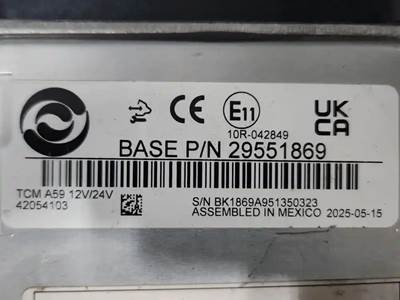 CE E11 UK CA
10R-042849
BASE P/N 29551869
TCM A59 12V/24V
42054103
S/N BK1869A951350323
ASSEMBLED IN MEXICO 2025-05-15